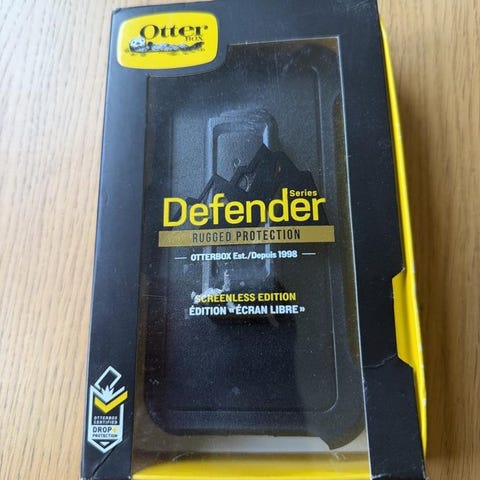 Otter
BOX
Series
Defender
RUGGED PROTECTION
OTTERBOX Est./Depuis 1998
SCREENLESS EDITION
ÉDITION « ÉCRAN LIBRE »
OTTERBOX
CERTIFIED
DROP+
PROTECTION